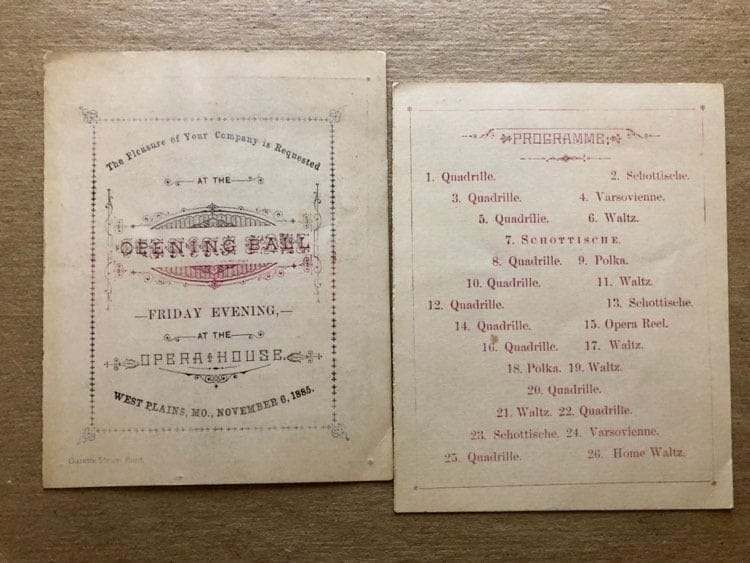 The Pleasure of Your Company is Requested
AT THE
OPENING BALL
—FRIDAY EVENING,—
AT THE
OPERA HOUSE.
WEST PLAINS, MO., NOVEMBER 6, 1885.
Gazette Steam Print.
PROGRAMME:
1. Quadrille. 2. Schottische.
3. Quadrille. 4. Varsovienne.
5. Quadrille. 6. Waltz.
7. SCHOTTISCHE.
8. Quadrille. 9. Polka.
10. Quadrille. 11. Waltz.
12. Quadrille. 13. Schottische.
14. Quadrille. 15. Opera Reel.
16. Quadrille. 17. Waltz.
18. Polka. 19. Waltz.
20. Quadrille.
21. Waltz. 22. Quadrille.
23. Schottische. 24. Varsovienne.
25. Quadrille. 26. Home Waltz.